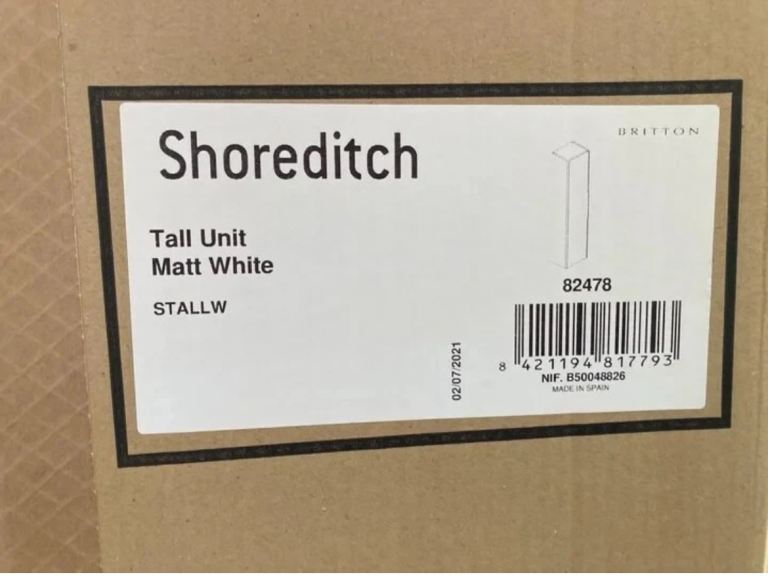 Shoreditch
BRITTON
Tall Unit
Matt White
STALLW
82478
02/07/2021
8 421194 817793
NIF. B50048826
MADE IN SPAIN